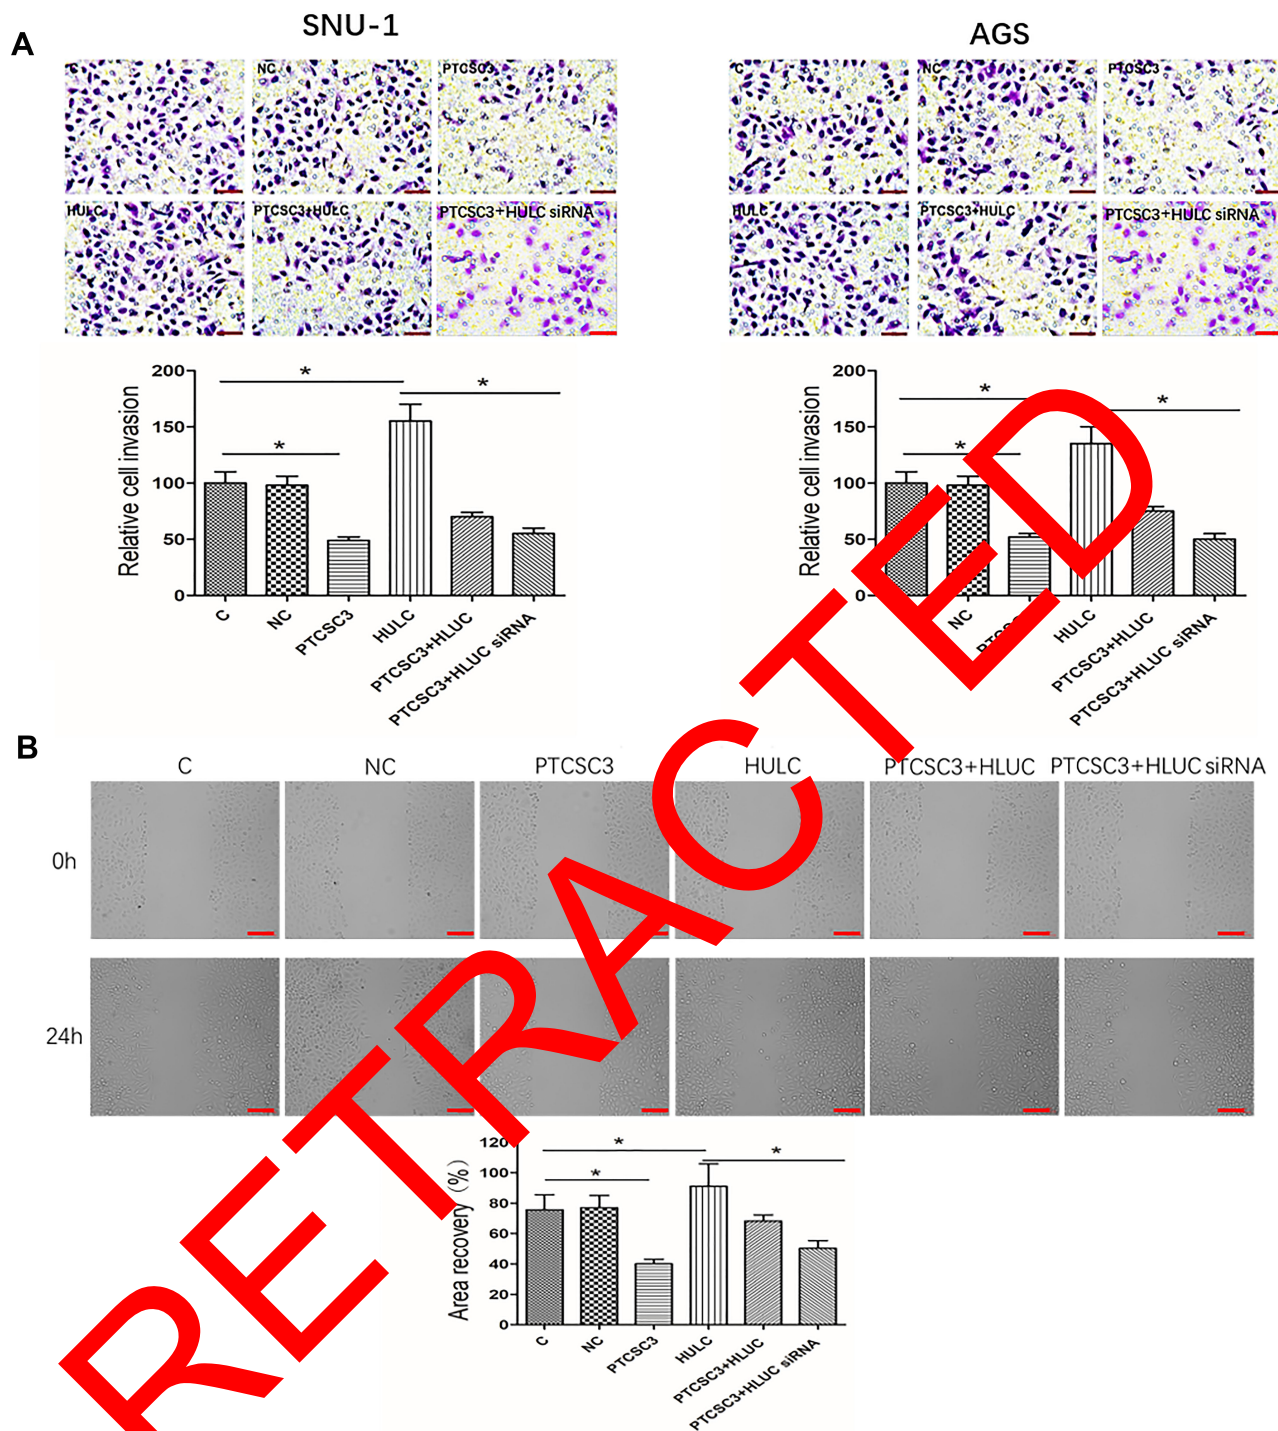 A
SNU-1
AGS
C
NC
PTCSC3
C
NC
PTCSC3
HULC
PTCSC3+HULC
PTCSC3+HULC siRNA
HULC
PTCSC3+HULC
PTCSC3+HULC siRNA
Relative cell invasion
200
150
100
50
0
*
*
*
C
NC
PTCSC3
HULC
PTCSC3+HLUC
PTCSC3+HLUC siRNA
Relative cell invasion
200
150
100
50
0
*
*
*
NC
HULC
PTCSC3+HLUC
PTCSC3+HLUC siRNA
B
C
NC
PTCSC3
HULC
PTCSC3+HLUC
PTCSC3+HLUC siRNA
0h
24h
Area recovery (%)
120
100
80
60
40
20
0
*
*
*
C
NC
PTCSC3
HULC
PTCSC3+HLUC
PTCSC3+HLUC siRNA
RETRACTED